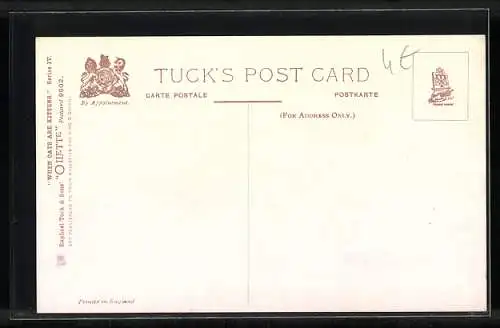 TUCK'S POST CARD
CARTE POSTALE
POSTKARTE
(FOR ADDRESS ONLY.)
By Appointment.
4€
"WHEN CATS ARE KITTENS." Series IV.
Raphael Tuck & Sons' "OILETTE" Postcard 9602.
Printed in England